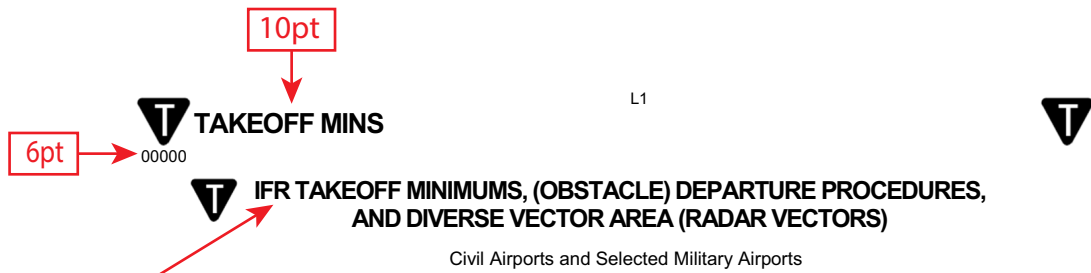 10pt
L1
T TAKEOFF MINS T
6pt
00000
T IFR TAKEOFF MINIMUMS, (OBSTACLE) DEPARTURE PROCEDURES,
AND DIVERSE VECTOR AREA (RADAR VECTORS)
Civil Airports and Selected Military Airports